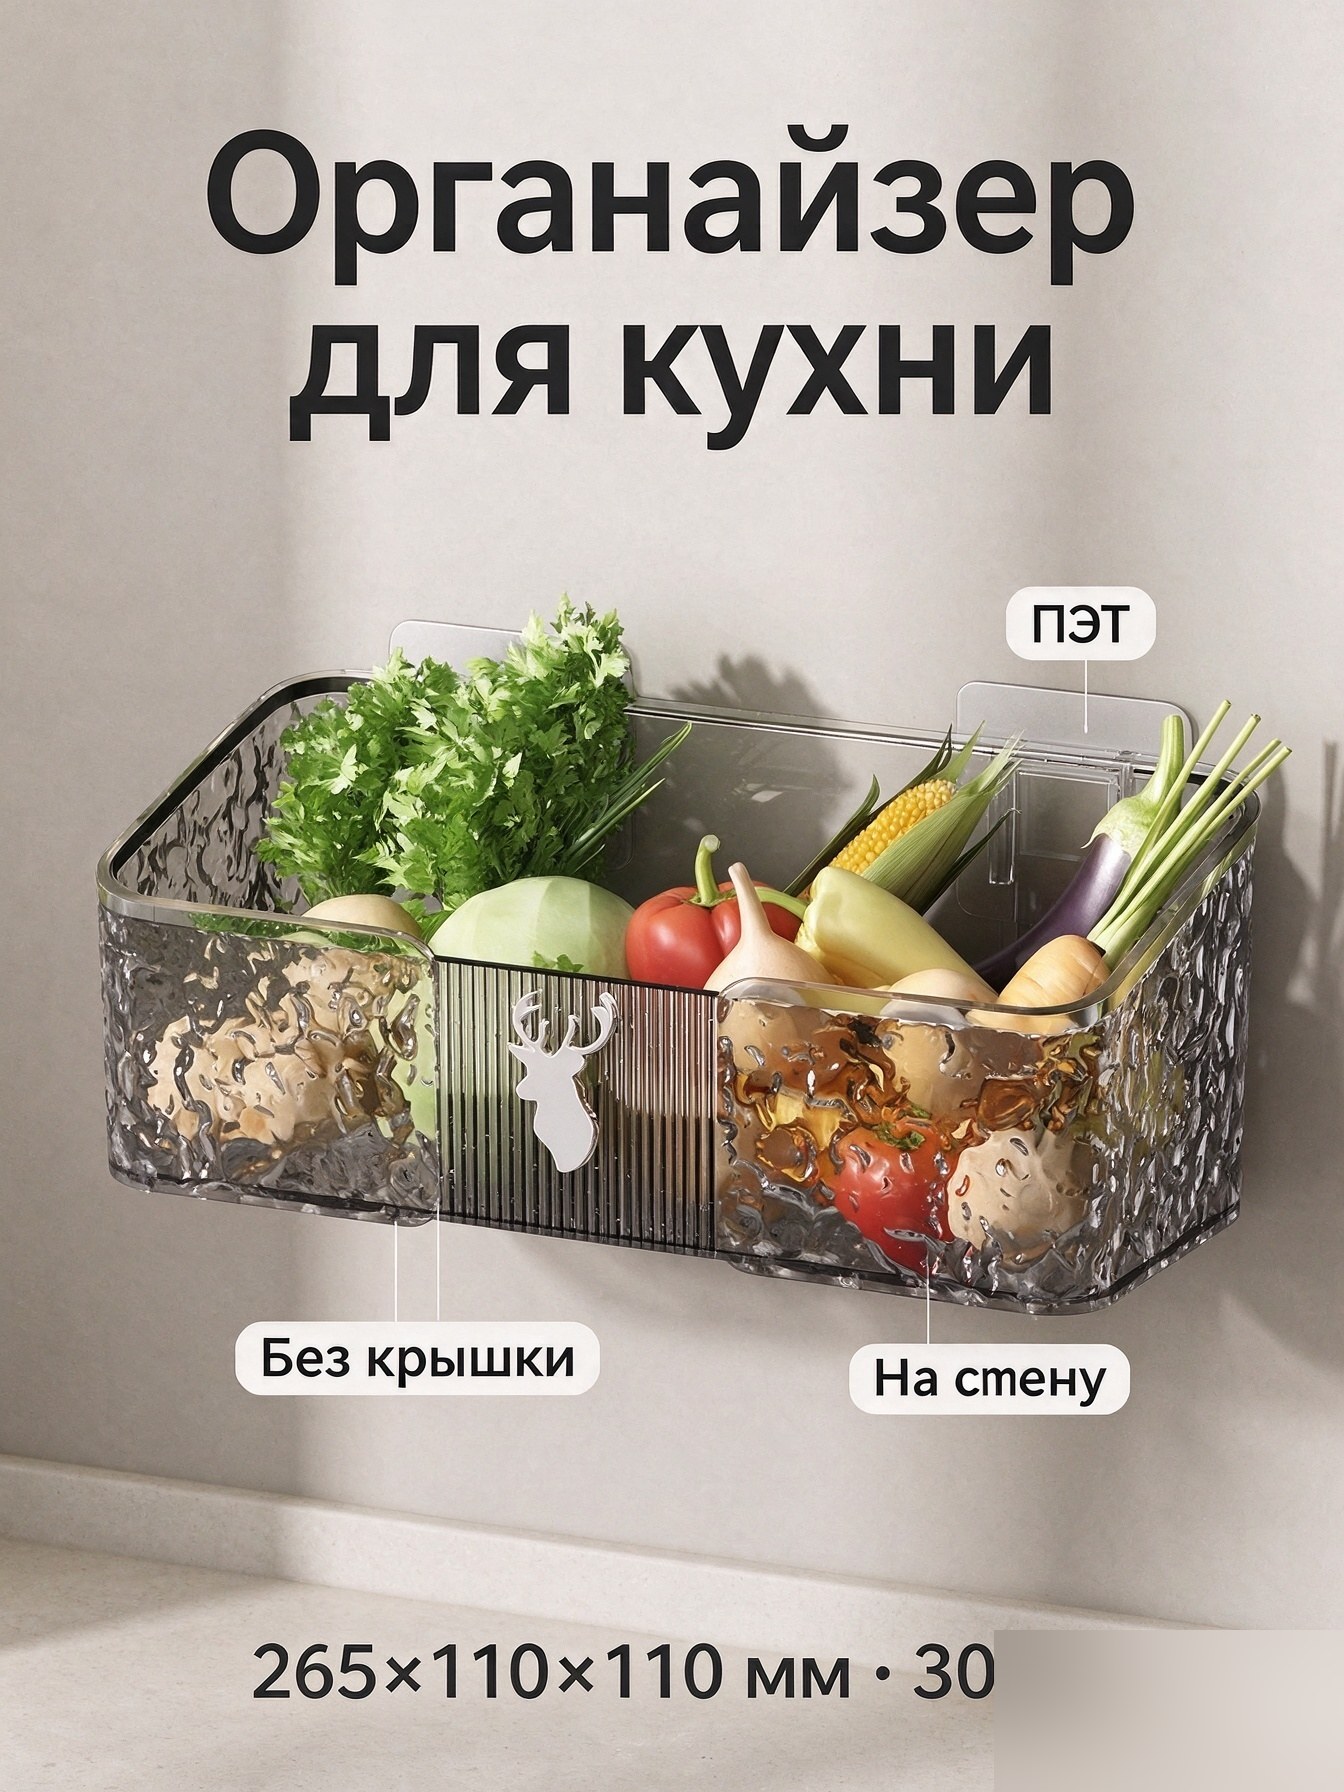 Органайзер
для кухни
ПЭТ
Без крышки
На стену
265×110×110 мм · 30